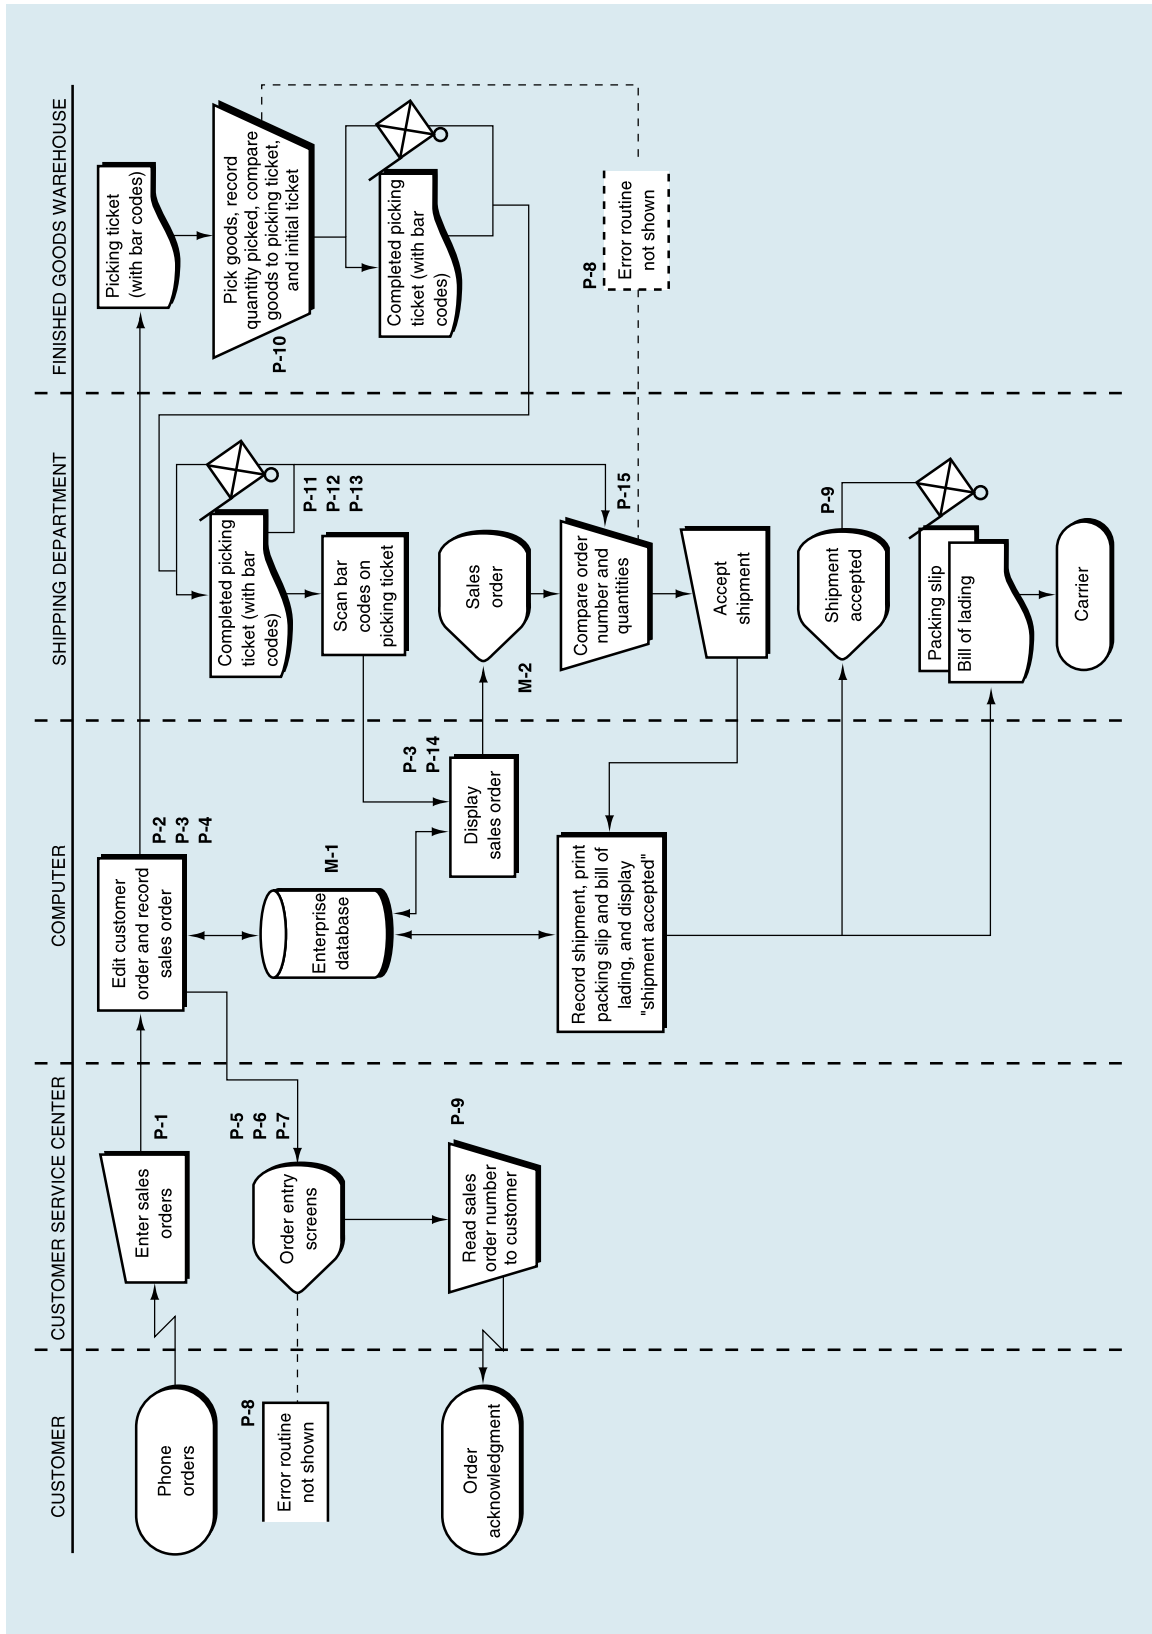 CUSTOMER
CUSTOMER SERVICE CENTER
COMPUTER
SHIPPING DEPARTMENT
FINISHED GOODS WAREHOUSE
Phone
orders
P-8
Error routine
not shown
Order
acknowledgment
Enter sales
orders
P-1
P-5
P-6
P-7
Order entry
screens
P-9
Read sales
order number
to customer
Edit customer
order and record
sales order
P-2
P-3
P-4
M-1
Enterprise
database
P-3
P-14
Display
sales order
Record shipment, print
packing slip and bill of
lading, and display
"shipment accepted"
Completed picking
ticket (with bar
codes)
P-11
P-12
P-13
Scan bar
codes on
picking ticket
Sales
order
M-2
Compare order
number and
quantities
P-15
Accept
shipment
P-9
Shipment
accepted
Packing slip
Bill of lading
Carrier
Picking ticket
(with bar codes)
Pick goods, record
quantity picked, compare
goods to picking ticket,
and initial ticket
P-10
Completed picking
ticket (with bar
codes)
P-8
Error routine
not shown